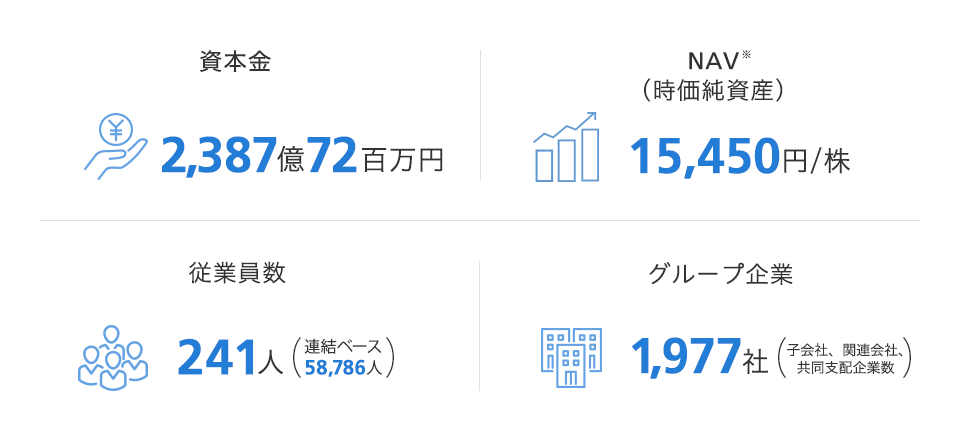 資本金
¥
2,387億72百万円
NAV※
（時価純資産）
15,450円/株
従業員数
241人（連結ベース
58,786人）
グループ企業
1,977社（子会社、関連会社、
共同支配企業数）